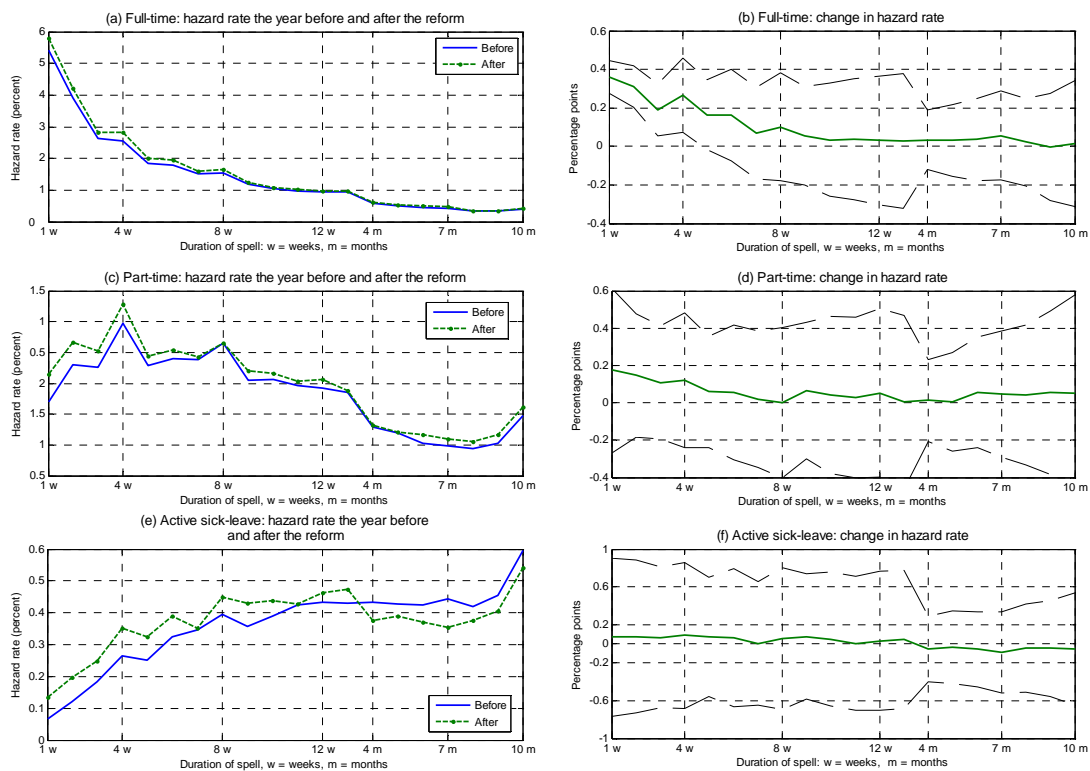 (a) Full-time: hazard rate the year before and after the reform
Hazard rate (percent)
6
5
4
3
2
1
0
Before
After
1 w 4 w 8 w 12 w 4 m 7 m 10 m
Duration of spell: w = weeks, m = months
(b) Full-time: change in hazard rate
Percentage points
0.6
0.4
0.2
0
-0.2
-0.4
1 w 4 w 8 w 12 w 4 m 7 m 10 m
Duration of spell, w = weeks, m = months
(c) Part-time: hazard rate the year before and after the reform
Hazard rate (percent)
1.5
1
0.5
2
1.5
1
0.5
Before
After
1 w 4 w 8 w 12 w 4 m 7 m 10 m
Duration of spell, w = weeks, m = months
(d) Part-time: change in hazard rate
Percentage points
0.6
0.4
0.2
0
-0.2
-0.4
1 w 4 w 8 w 12 w 4 m 7 m 10 m
Duration of spell, w = weeks, m = months
(e) Active sick-leave: hazard rate the year before
and after the reform
Hazard rate (percent)
0.6
0.5
0.4
0.3
0.2
0.1
0
Before
After
1 w 4 w 8 w 12 w 4 m 7 m 10 m
Duration of spell, w = weeks, m = months
(f) Active sick-leave: change in hazard rate
Percentage points
1
0.6
0.2
0
-0.2
-0.6
-1
1 w 4 w 8 w 12 w 4 m 7 m 10 m
Duration of spell: w = weeks, m = months